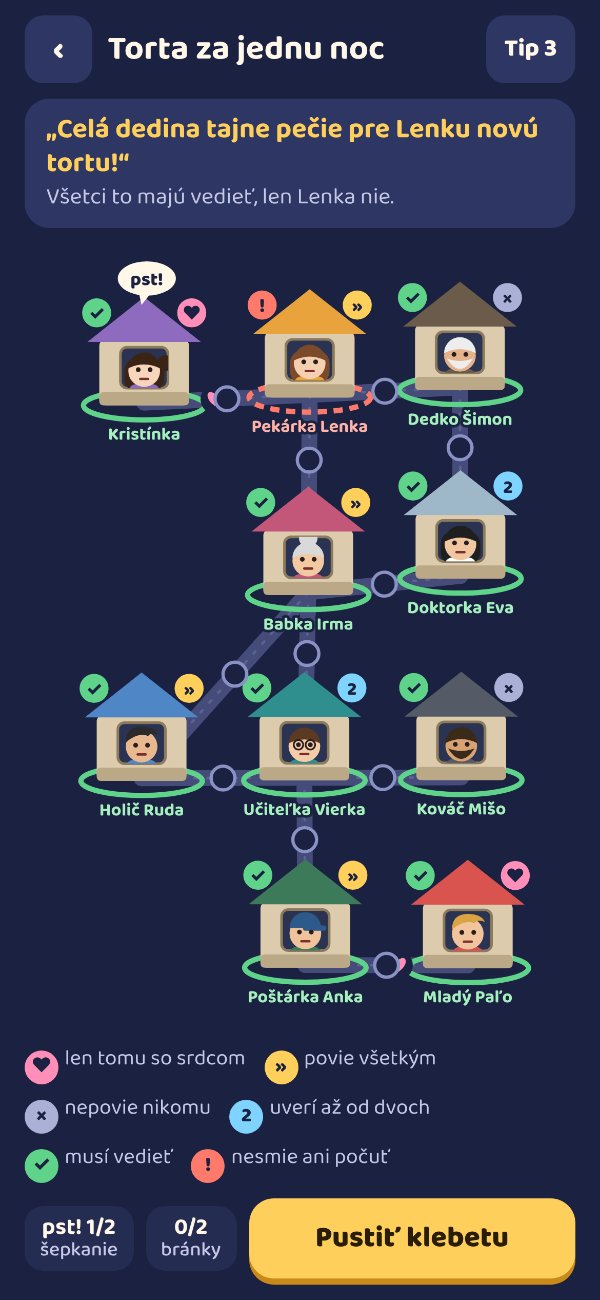 ‹
Torta za jednu noc
Tip 3
„Celá dedina tajne pečie pre Lenku novú
tortu!“
Všetci to majú vedieť, len Lenka nie.
pst!
! »
×
Kristínka
Pekárka Lenka
Dedko Šimon
»
2
Babka Irma
Doktorka Eva
»
2
×
Holič Ruda
Učiteľka Vierka
Kováč Mišo
»
Poštárka Anka
Mladý Paľo
len tomu so srdcom
» povie všetkým
× nepovie nikomu
2 uverí až od dvoch
musí vedieť
! nesmie ani počuť
pst! 1/2
šepkanie
0/2
bránky
Pustiť klebetu